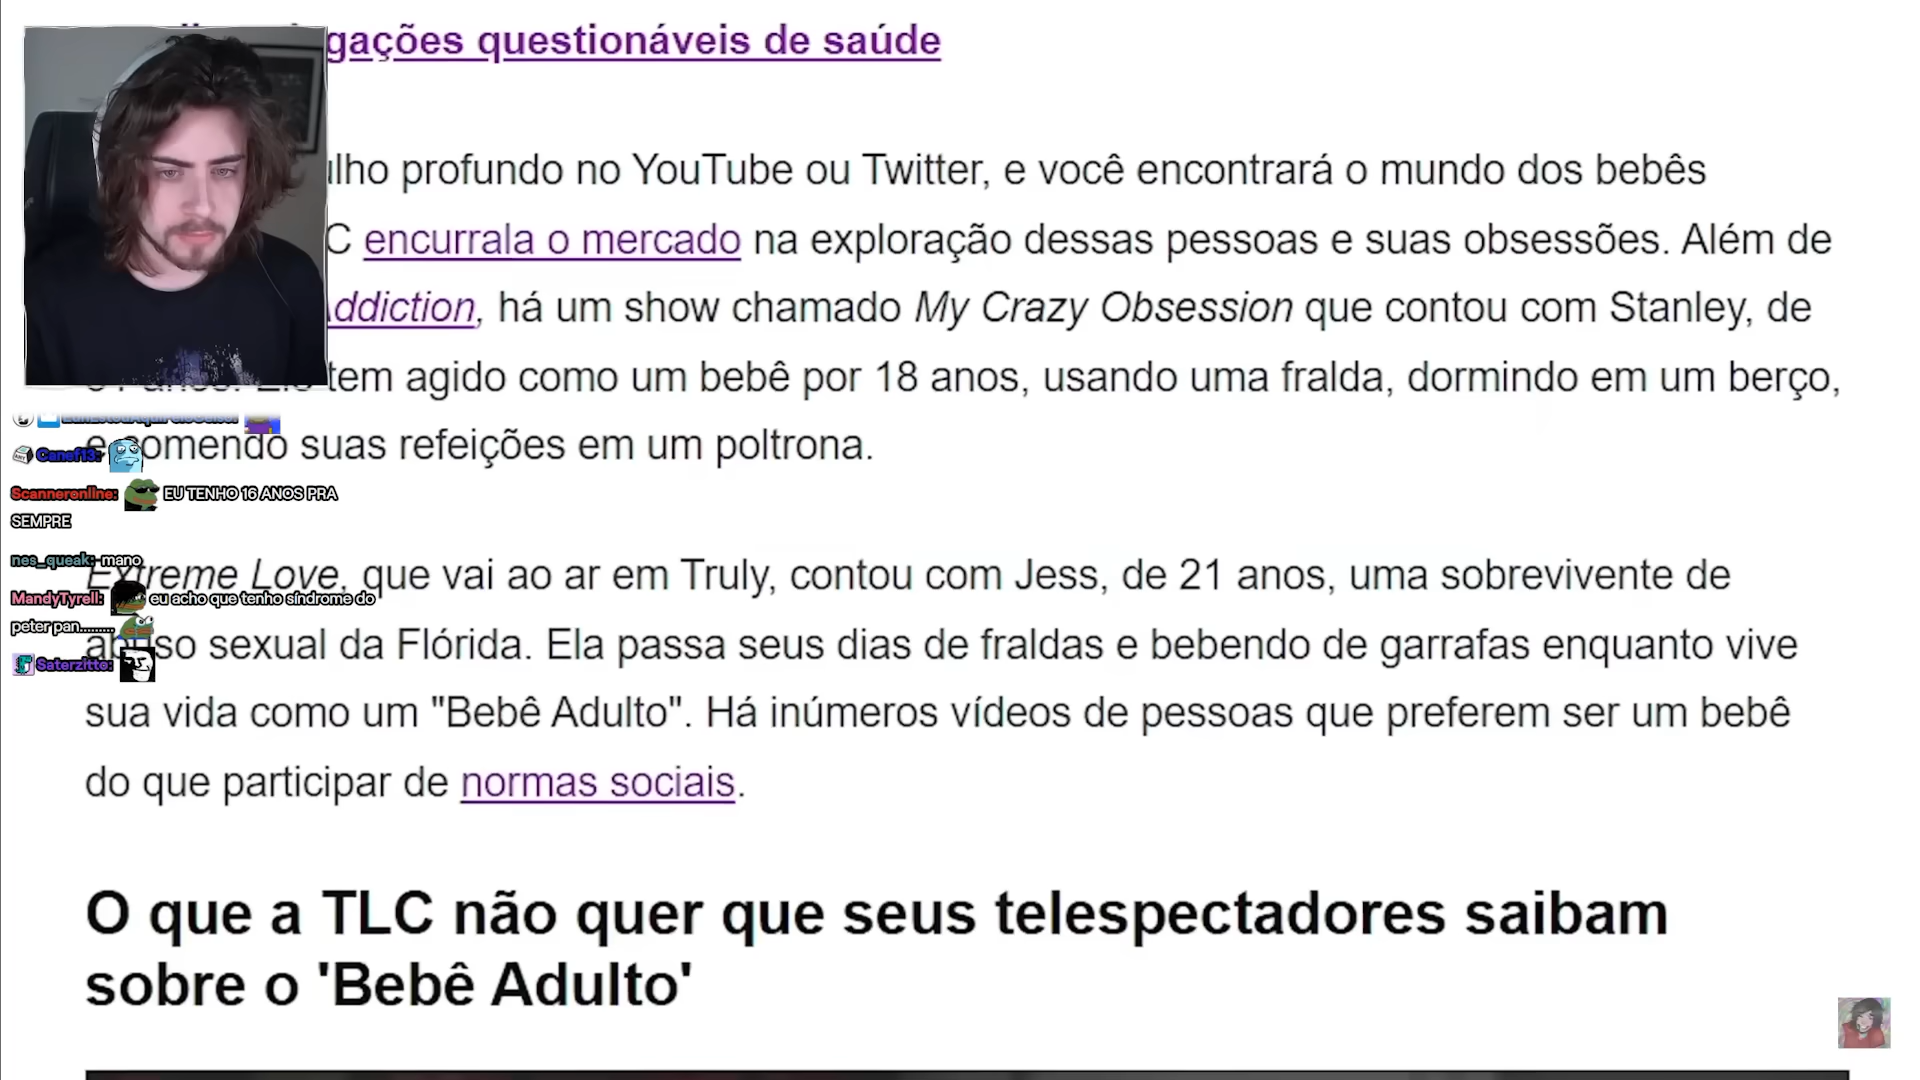 gações questionáveis de saúde
lho profundo no YouTube ou Twitter, e você encontrará o mundo dos bebês
C encurrala o mercado na exploração dessas pessoas e suas obsessões. Além de
ddiction, há um show chamado My Crazy Obsession que contou com Stanley, de
tem agido como um bebê por 18 anos, usando uma fralda, dormindo em um berço,
e comendo suas refeições em um poltrona.
Canef13:
Scanneronline: EU TENHO 16 ANOS PRA
SEMPRE
nes_queak: mano
Extreme Love, que vai ao ar em Truly, contou com Jess, de 21 anos, uma sobrevivente de
MandyTyrell: eu acho que tenho síndrome do
peter pan.........
abuso sexual da Flórida. Ela passa seus dias de fraldas e bebendo de garrafas enquanto vive
Saterzitto:
sua vida como um "Bebê Adulto". Há inúmeros vídeos de pessoas que preferem ser um bebê
do que participar de normas sociais.
O que a TLC não quer que seus telespectadores saibam
sobre o 'Bebê Adulto'